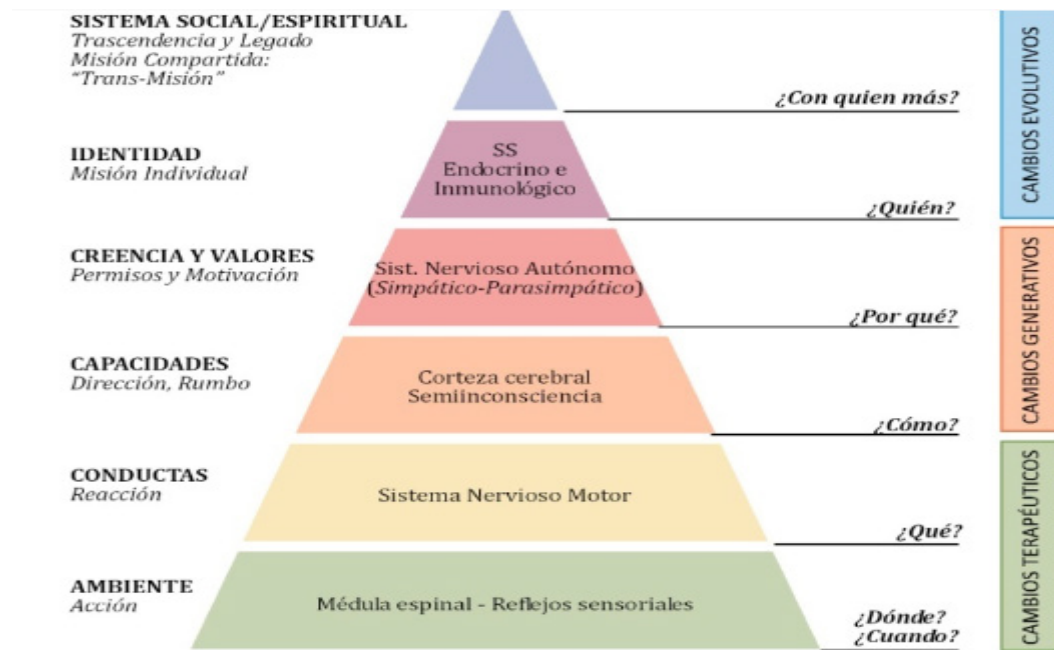 SISTEMA SOCIAL/ESPIRITUAL
Trascendencia y Legado
Misión Compartida:
“Trans-Misión”
¿Con quien más?
IDENTIDAD
Misión Individual
SS
Endocrino e
Inmunológico
¿Quién?
CREENCIA Y VALORES
Permisos y Motivación
Sist. Nervioso Autónomo
(Simpático-Parasimpático)
¿Por qué?
CAPACIDADES
Dirección, Rumbo
Corteza cerebral
Semiinconsciencia
¿Cómo?
CONDUCTAS
Reacción
Sistema Nervioso Motor
¿Qué?
AMBIENTE
Acción
Médula espinal - Reflejos sensoriales
¿Dónde?
¿Cuando?
CAMBIOS EVOLUTIVOS
CAMBIOS GENERATIVOS
CAMBIOS TERAPÉUTICOS